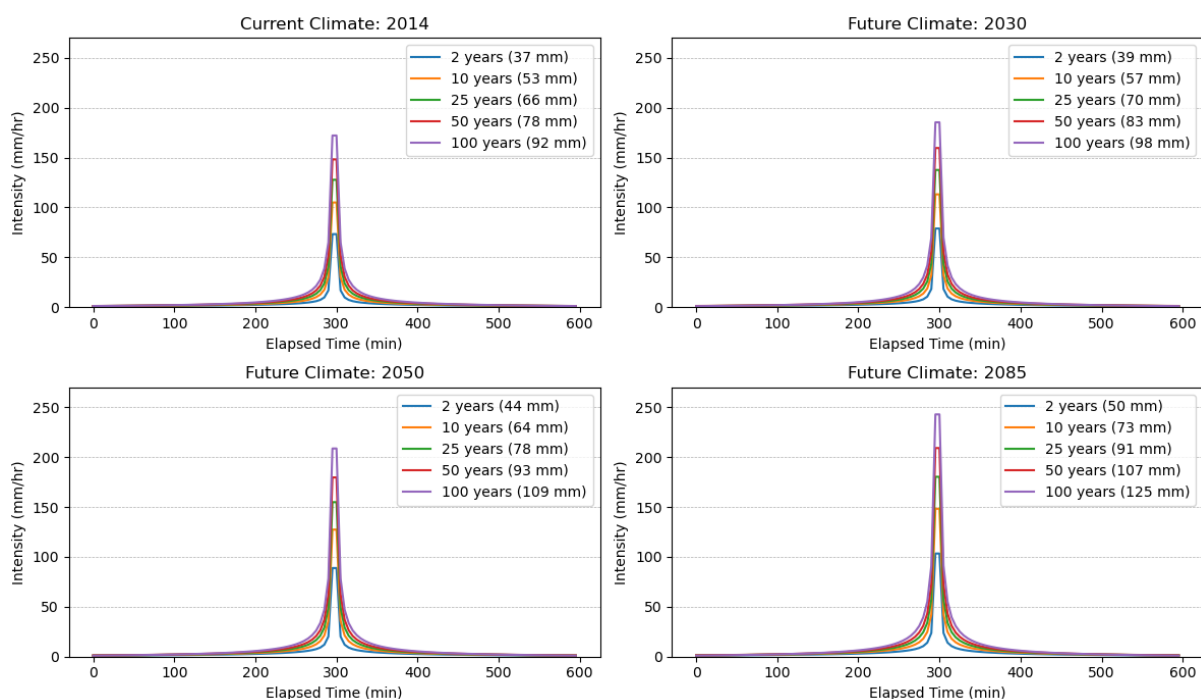 Current Climate: 2014
Intensity (mm/hr)
250
200
150
100
50
0
2 years (37 mm)
10 years (53 mm)
25 years (66 mm)
50 years (78 mm)
100 years (92 mm)
0 100 200 300 400 500 600
Elapsed Time (min)
Future Climate: 2030
Intensity (mm/hr)
250
200
150
100
50
0
2 years (39 mm)
10 years (57 mm)
25 years (70 mm)
50 years (83 mm)
100 years (98 mm)
0 100 200 300 400 500 600
Elapsed Time (min)
Future Climate: 2050
Intensity (mm/hr)
250
200
150
100
50
0
2 years (44 mm)
10 years (64 mm)
25 years (78 mm)
50 years (93 mm)
100 years (109 mm)
0 100 200 300 400 500 600
Elapsed Time (min)
Future Climate: 2085
Intensity (mm/hr)
250
200
150
100
50
0
2 years (50 mm)
10 years (73 mm)
25 years (91 mm)
50 years (107 mm)
100 years (125 mm)
0 100 200 300 400 500 600
Elapsed Time (min)